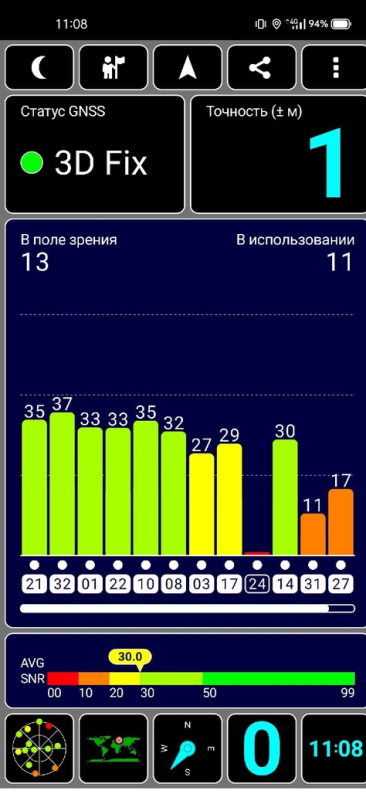 11:08
4G
94%
Статус GNSS
3D Fix
Точность (± м)
1
В поле зрения
13
В использовании
11
35 37 33 33 35 32 27 29 30 11 17
21 32 01 22 10 08 03 17 24 14 31 27
30.0
AVG
SNR
00 10 20 30 50 99
N
W E
S
0
11:08